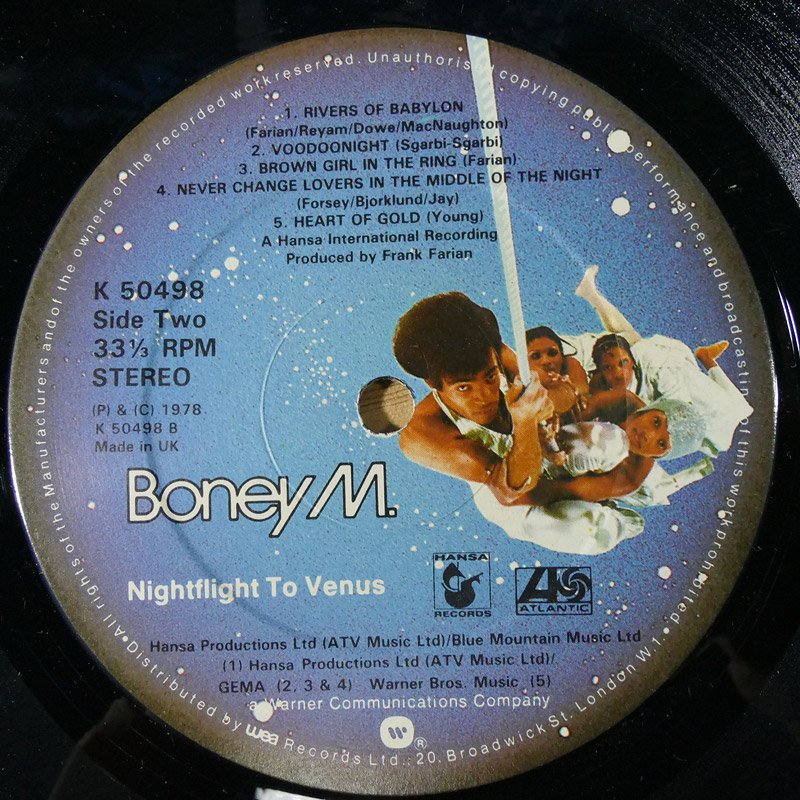 1. RIVERS OF BABYLON
(Farian/Reyam/Dowe/MacNaughton)
2. VOODOONIGHT (Sgarbi-Sgarbi)
3. BROWN GIRL IN THE RING (Farian)
4. NEVER CHANGE LOVERS IN THE MIDDLE OF THE NIGHT
(Forsey/Bjorklund/Jay)
5. HEART OF GOLD (Young)
A Hansa International Recording
Produced by Frank Farian
K 50498
Side Two
33⅓ RPM
STEREO
(P) & (C) 1978
K 50498 B
Made in UK
Boney M.
Nightflight To Venus
HANSA
RECORDS
ATLANTIC
Hansa Productions Ltd (ATV Music Ltd)/Blue Mountain Music Ltd
(1) Hansa Productions Ltd (ATV Music Ltd)/
GEMA (2, 3 & 4) Warner Bros. Music (5)
a Warner Communications Company
®
All rights of the Manufacturers and of the owners of the recorded work reserved. Unauthorised copying public performance and broadcasting of this work prohibited. • Distributed by wea Records Ltd., 20, Broadwick St. London W1. •